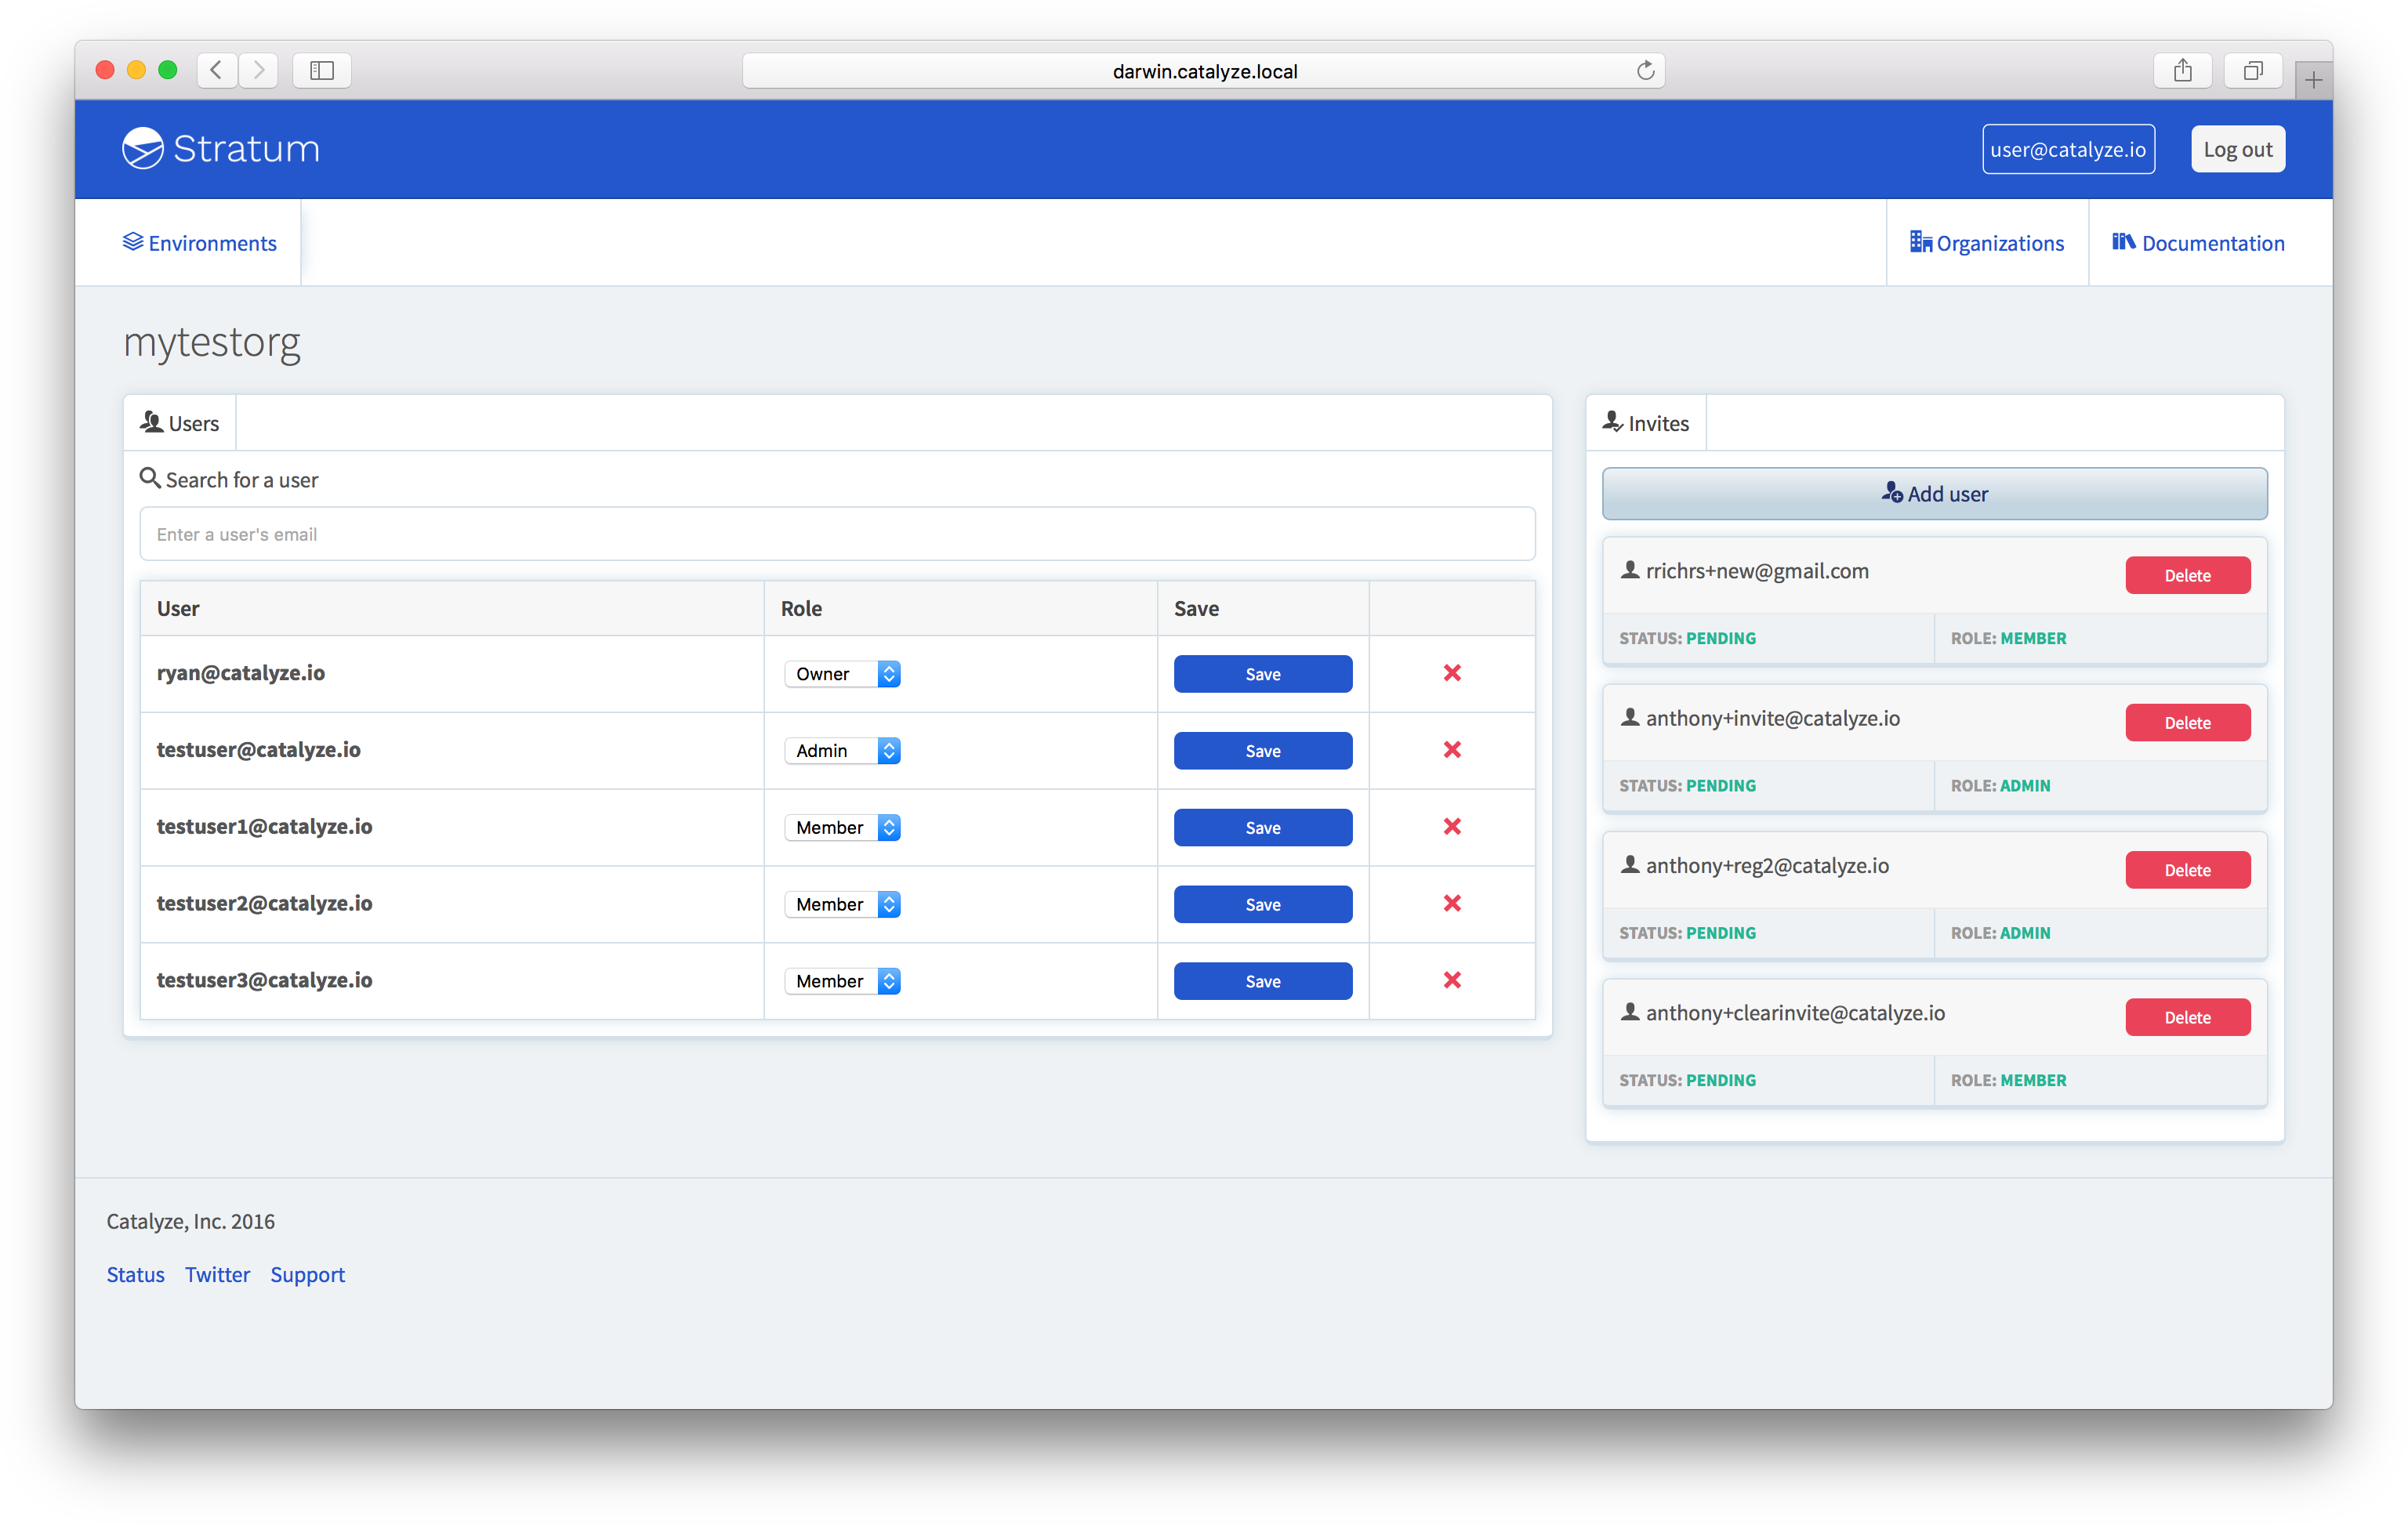 darwin.catalyze.local
Stratum
user@catalyze.io
Log out
Environments
Organizations
Documentation
mytestorg
Users
Search for a user
Enter a user's email
User Role Save
ryan@catalyze.io Owner Save
testuser@catalyze.io Admin Save
testuser1@catalyze.io Member Save
testuser2@catalyze.io Member Save
testuser3@catalyze.io Member Save
Invites
Add user
rrichrs+new@gmail.com Delete
STATUS: PENDING ROLE: MEMBER
anthony+invite@catalyze.io Delete
STATUS: PENDING ROLE: ADMIN
anthony+reg2@catalyze.io Delete
STATUS: PENDING ROLE: ADMIN
anthony+clearinvite@catalyze.io Delete
STATUS: PENDING ROLE: MEMBER
Catalyze, Inc. 2016
Status Twitter Support